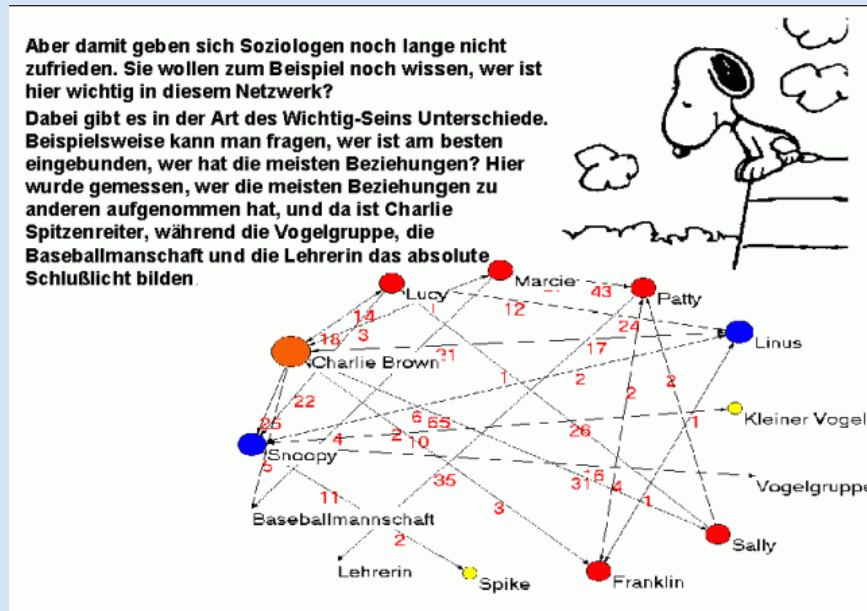 Aber damit geben sich Soziologen noch lange nicht
zufrieden. Sie wollen zum Beispiel noch wissen, wer ist
hier wichtig in diesem Netzwerk?
Dabei gibt es in der Art des Wichtig-Seins Unterschiede.
Beispielsweise kann man fragen, wer ist am besten
eingebunden, wer hat die meisten Beziehungen? Hier
wurde gemessen, wer die meisten Beziehungen zu
anderen aufgenommen hat, und da ist Charlie
Spitzenreiter, während die Vogelgruppe, die
Baseballmanschaft und die Lehrerin das absolute
Schlußlicht bilden.
Marcie
43
Lucy
Patty
1
12
14
24
18
3
Linus
31
17
Charlie Brown
1
2
2
22
2
6
65
Kleiner Vogel
25
4
2
10
26
1
Snoopy
5
35
16
31
4
Vogelgruppe
11
3
1
Baseballmannschaft
2
Sally
Lehrerin
Spike
Franklin